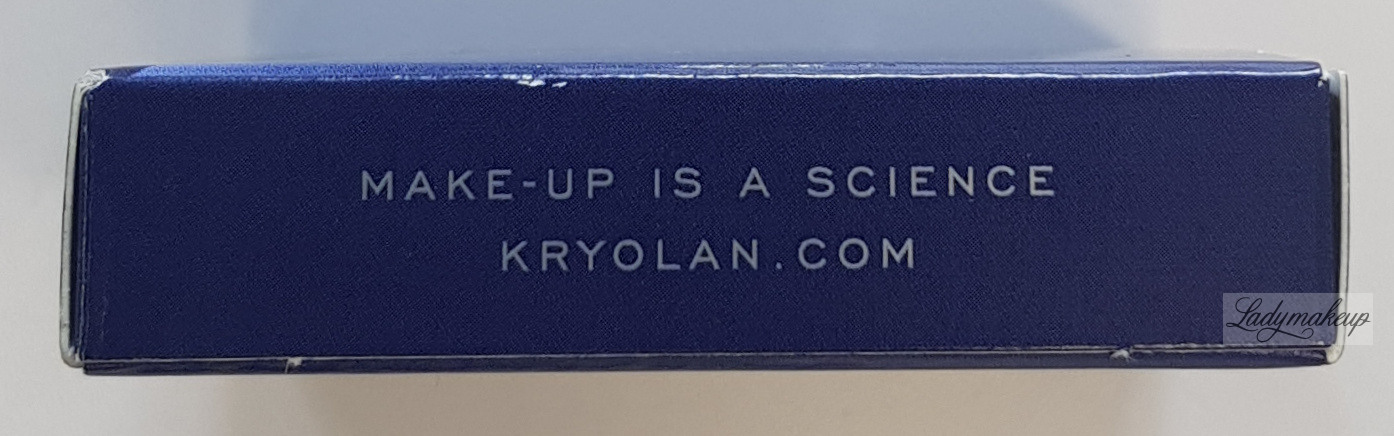 MAKE-UP IS A SCIENCE
KRYOLAN.COM
Ladymakeup